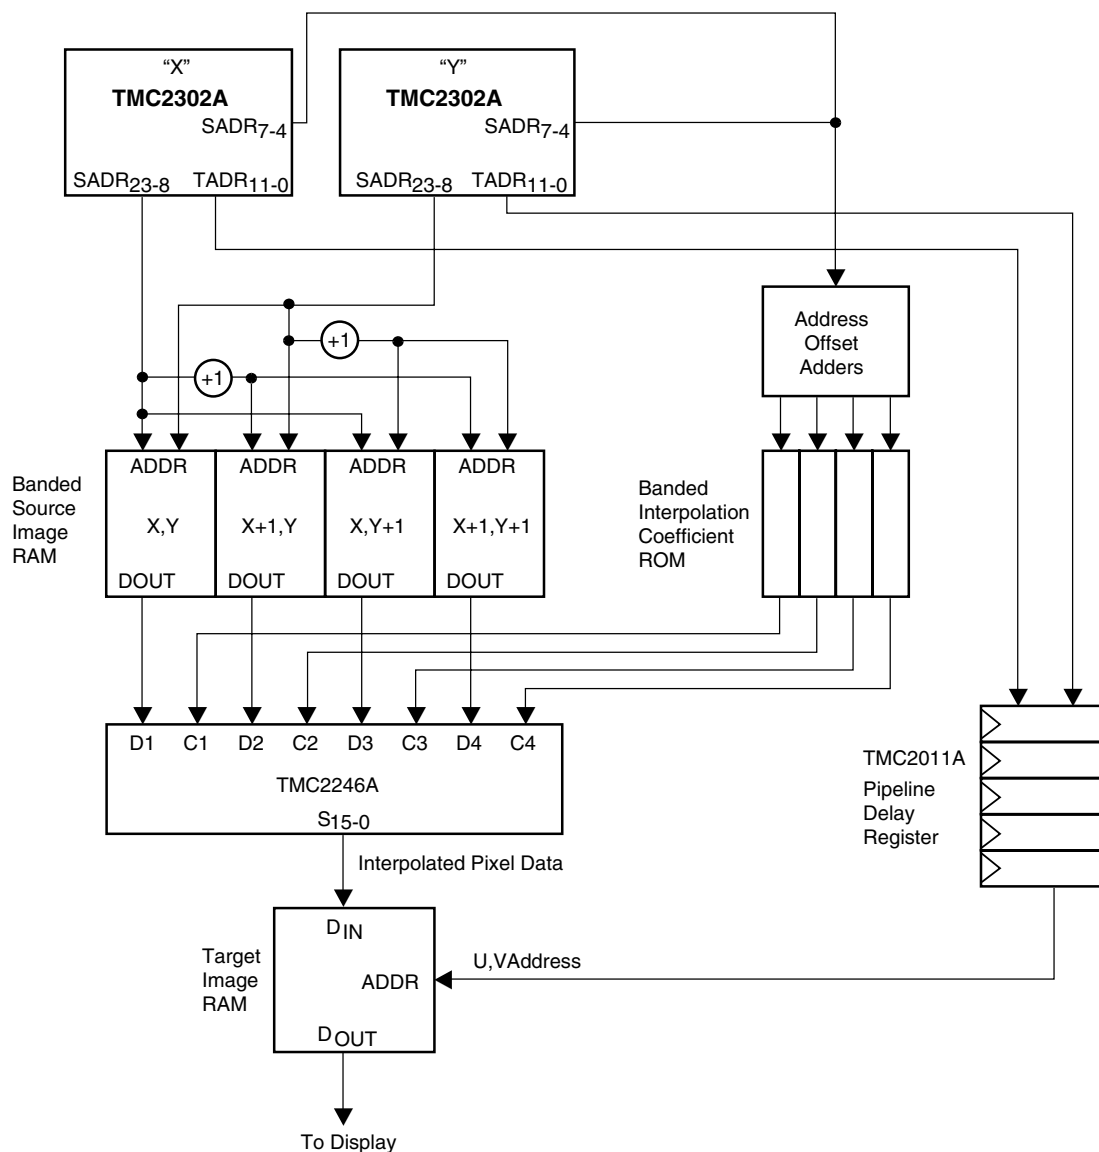 “X”
TMC2302A
SADR7-4
SADR23-8 TADR11-0
“Y”
TMC2302A
SADR7-4
SADR23-8 TADR11-0
+1
+1
Address
Offset
Adders
Banded
Source
Image
RAM
ADDR ADDR ADDR ADDR
X,Y X+1,Y X,Y+1 X+1,Y+1
DOUT DOUT DOUT DOUT
Banded
Interpolation
Coefficient
ROM
D1 C1 D2 C2 D3 C3 D4 C4
TMC2246A
S15-0
TMC2011A
Pipeline
Delay
Register
Interpolated Pixel Data
Target
Image
RAM
DIN
ADDR
DOUT
U,VAddress
To Display